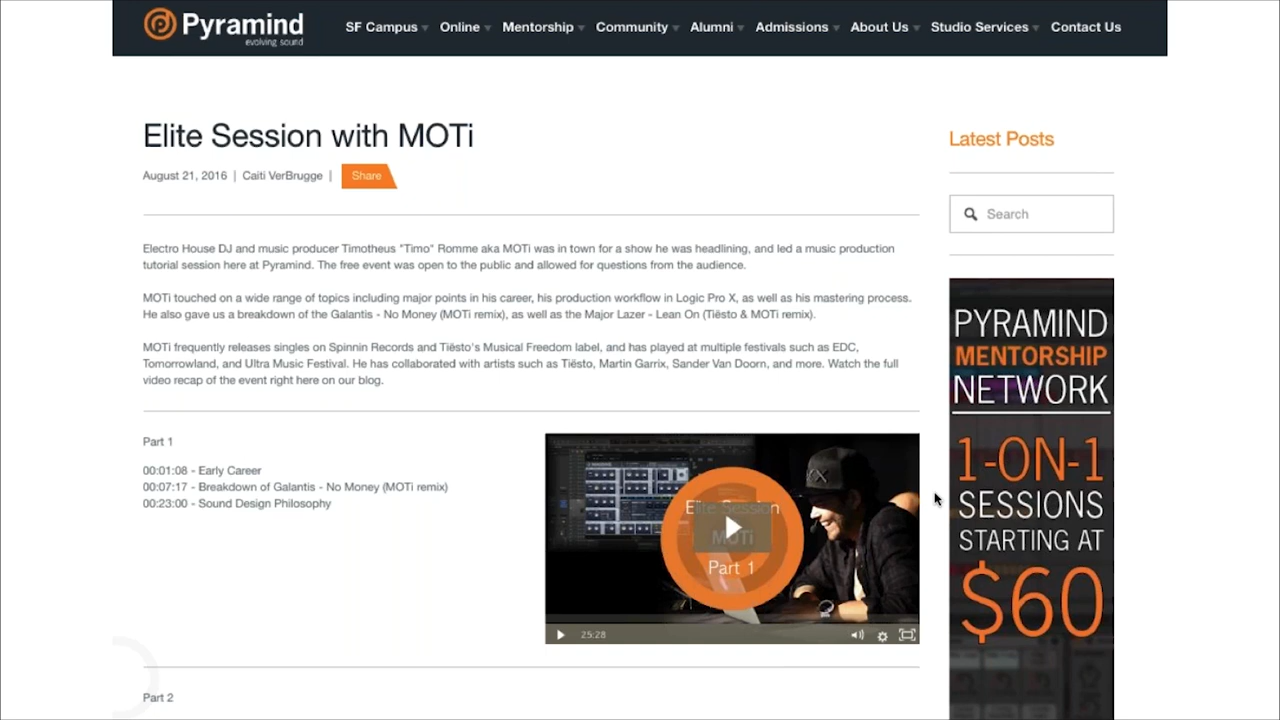 Pyramind
evolving sound
SF Campus Online Mentorship Community Alumni Admissions About Us Studio Services Contact Us
Elite Session with MOTi
August 21, 2016 | Caiti VerBrugge | Share
Electro House DJ and music producer Timotheus "Timo" Romme aka MOTi was in town for a show he was headlining, and led a music production
tutorial session here at Pyramind. The free event was open to the public and allowed for questions from the audience.
MOTi touched on a wide range of topics including major points in his career, his production workflow in Logic Pro X, as well as his mastering process.
He also gave us a breakdown of the Galantis - No Money (MOTi remix), as well as the Major Lazer - Lean On (Tiësto & MOTi remix).
MOTi frequently releases singles on Spinnin Records and Tiësto's Musical Freedom label, and has played at multiple festivals such as EDC,
Tomorrowland, and Ultra Music Festival. He has collaborated with artists such as Tiësto, Martin Garrix, Sander Van Doorn, and more. Watch the full
video recap of the event right here on our blog.
Part 1
00:01:08 - Early Career
00:07:17 - Breakdown of Galantis - No Money (MOTi remix)
00:23:00 - Sound Design Philosophy
Elite Session
MOTi
Part 1
25:28
Part 2
Latest Posts
Search
PYRAMIND
MENTORSHIP
NETWORK
1-ON-1
SESSIONS
STARTING AT
$60